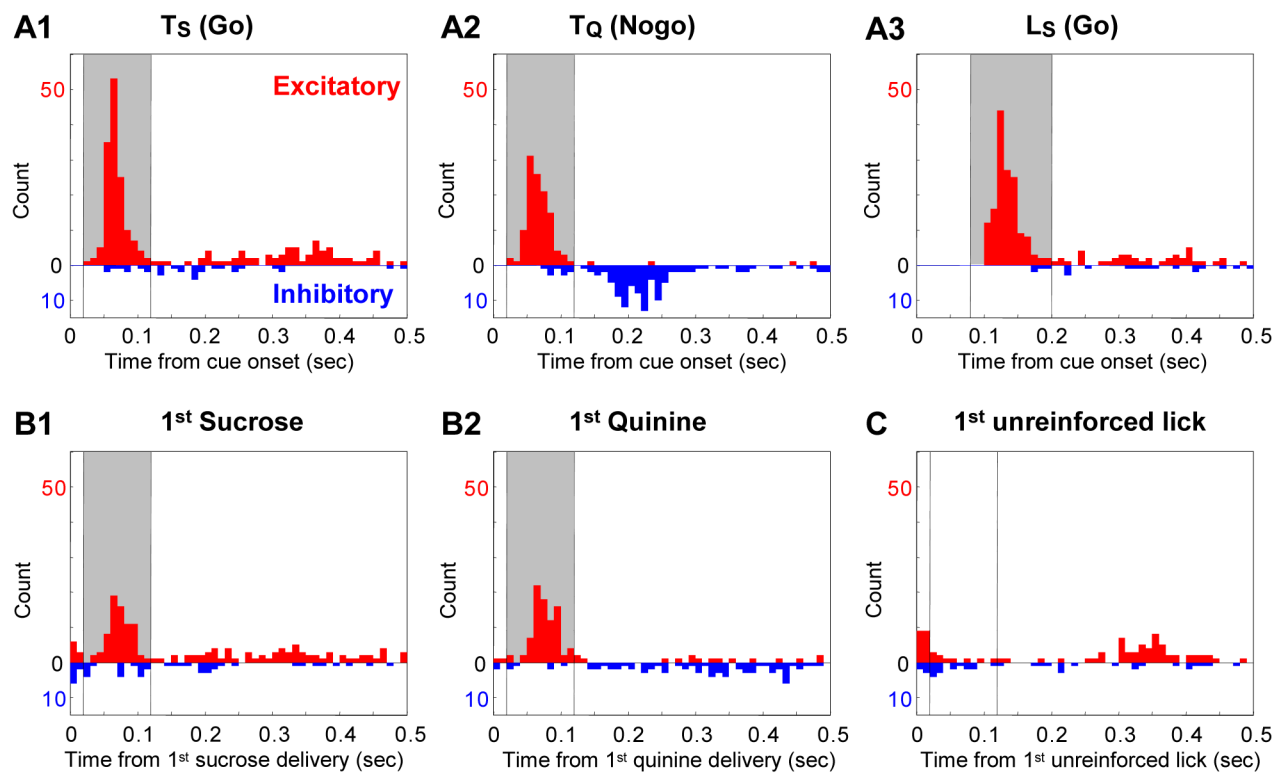 A1 T_S (Go)
50
Excitatory
Count
0
Inhibitory
10
0 0.1 0.2 0.3 0.4 0.5
Time from cue onset (sec)
A2 T_Q (Nogo)
50
Count
0
10
0 0.1 0.2 0.3 0.4 0.5
Time from cue onset (sec)
A3 L_S (Go)
50
Count
0
10
0 0.1 0.2 0.3 0.4 0.5
Time from cue onset (sec)
B1 1st Sucrose
50
Count
0
10
0 0.1 0.2 0.3 0.4 0.5
Time from 1st sucrose delivery (sec)
B2 1st Quinine
50
Count
0
10
0 0.1 0.2 0.3 0.4 0.5
Time from 1st quinine delivery (sec)
C 1st unreinforced lick
50
Count
0
10
0 0.1 0.2 0.3 0.4 0.5
Time from 1st unreinforced lick (sec)